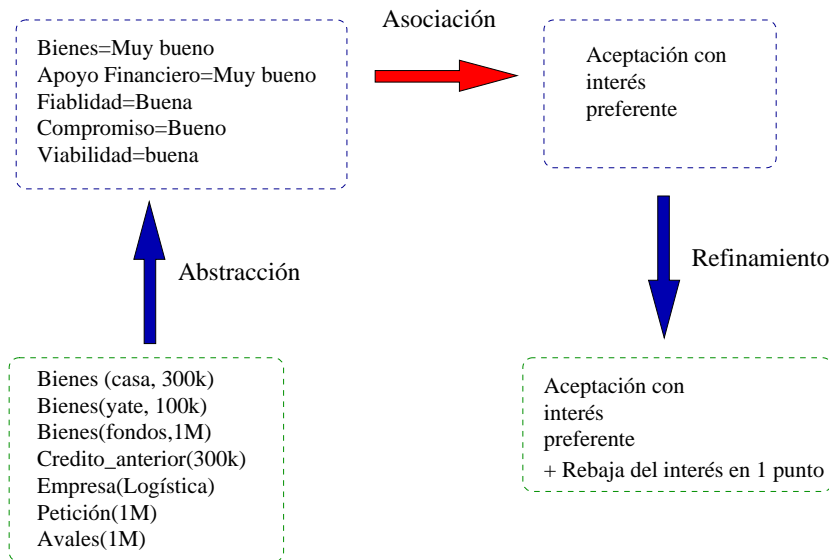 Asociación
Bienes=Muy bueno
Apoyo Financiero=Muy bueno
Fiablidad=Buena
Compromiso=Bueno
Viabilidad=buena
Aceptación con
interés
preferente
Abstracción
Refinamiento
Bienes (casa, 300k)
Bienes(yate, 100k)
Bienes(fondos,1M)
Credito_anterior(300k)
Empresa(Logística)
Petición(1M)
Avales(1M)
Aceptación con
interés
preferente
+ Rebaja del interés en 1 punto